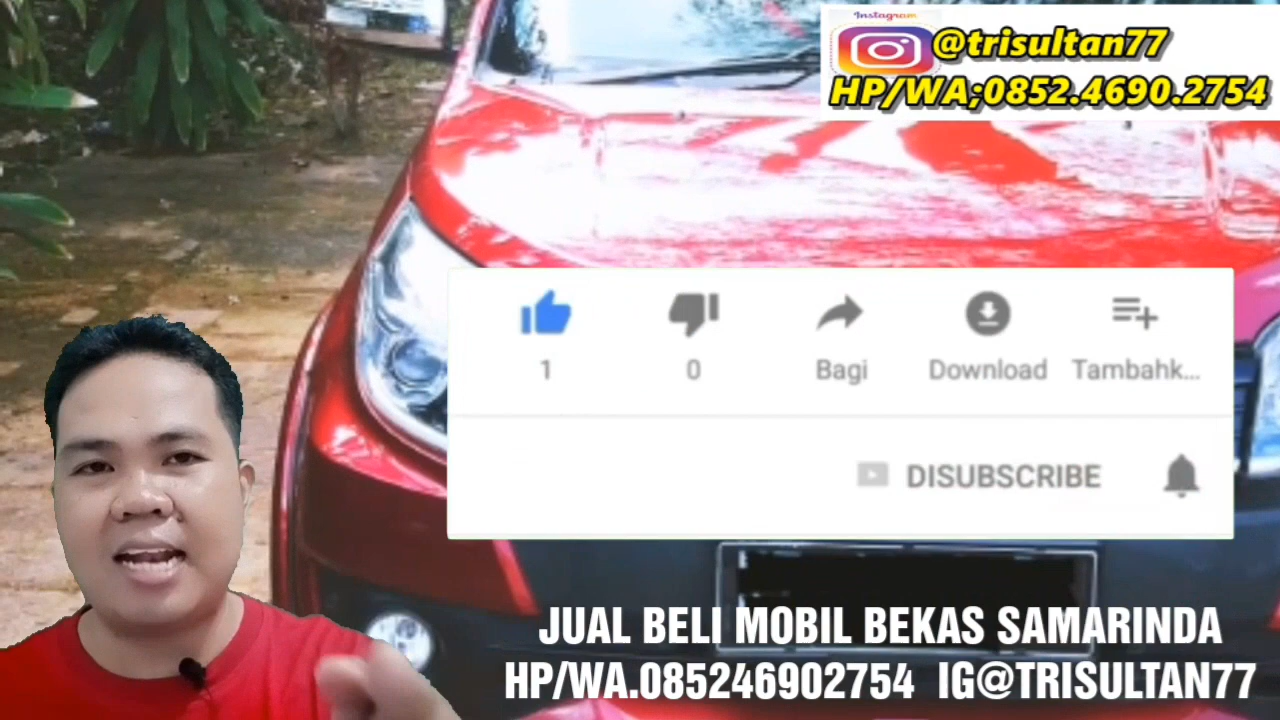 Instagram
@trisultan77
HP/WA;0852.4690.2754
1 0 Bagi Download Tambahk...
DISUBSCRIBE
JUAL BELI MOBIL BEKAS SAMARINDA
HP/WA.085246902754 IG@TRISULTAN77